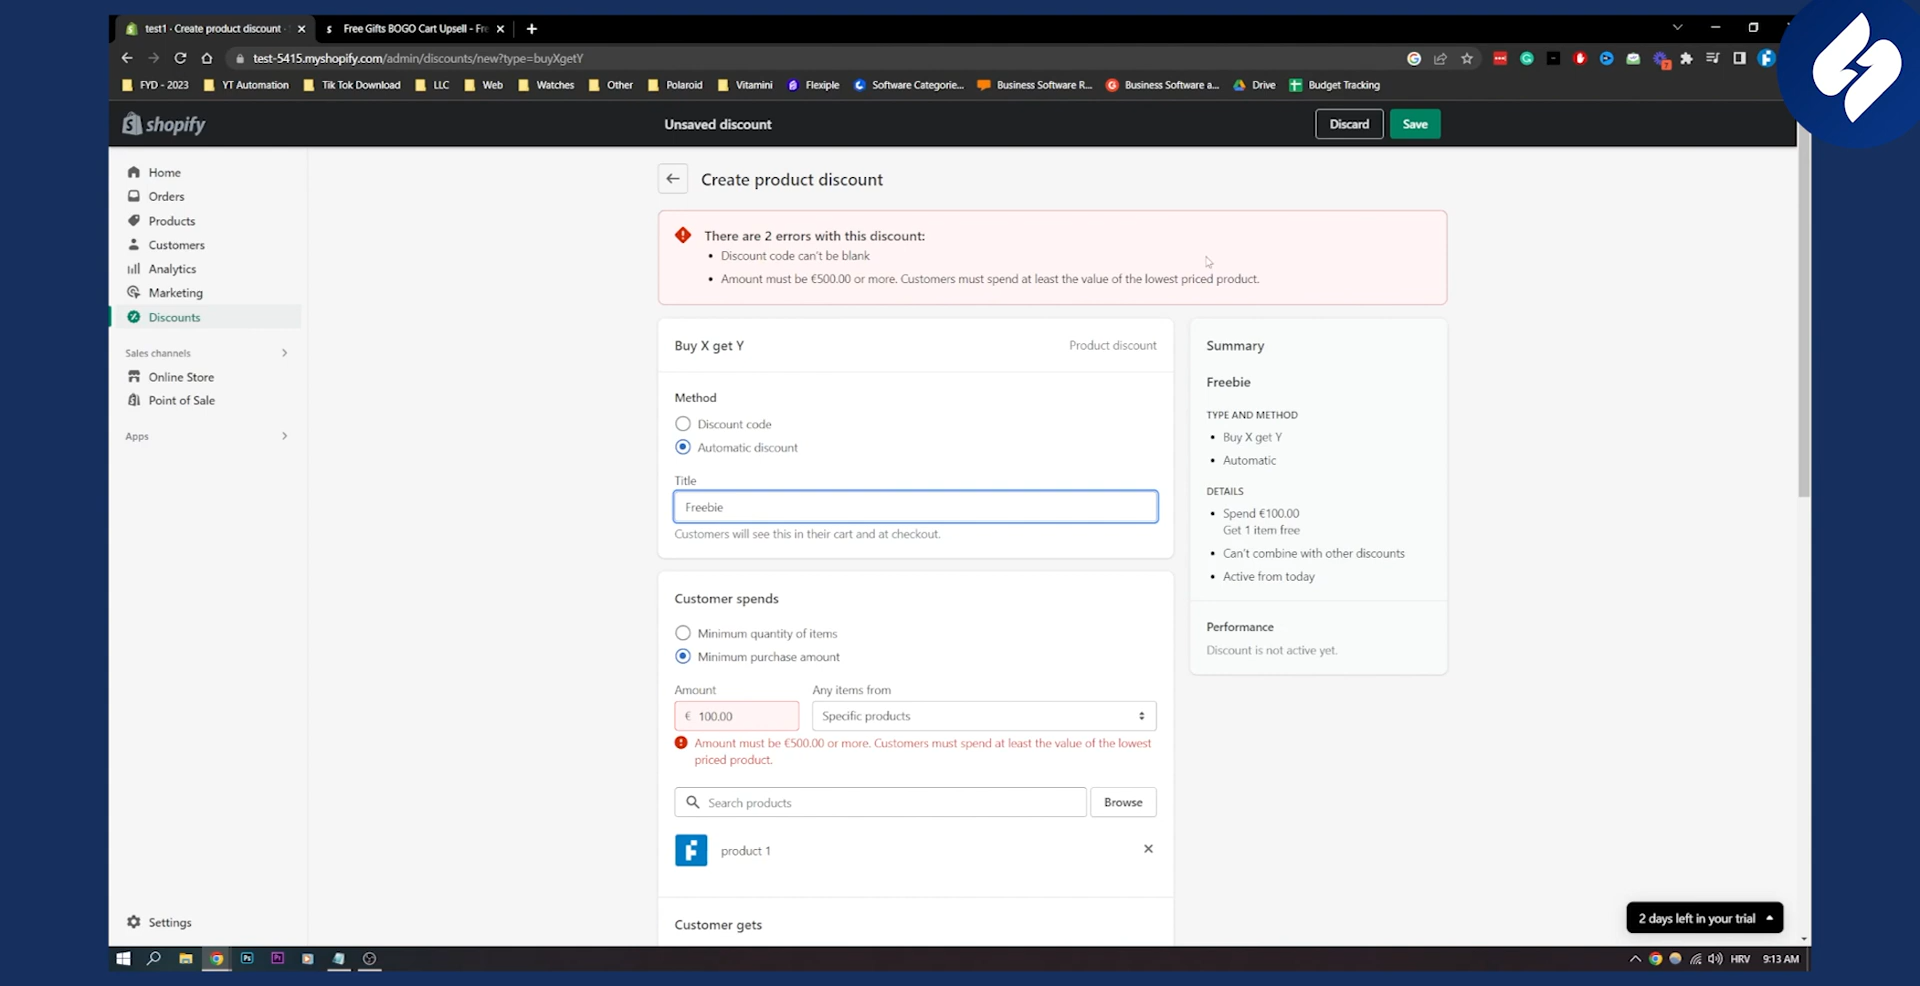 test1 · Create product discount ·
Free Gifts BOGO Cart Upsell - Fre
test-5415.myshopify.com/admin/discounts/new?type=buyXgetY
FYD - 2023
YT Automation
Tik Tok Download
LLC
Web
Watches
Other
Polaroid
Vitamini
Flexiple
Software Categorie...
Business Software R...
Business Software a...
Drive
Budget Tracking
shopify
Unsaved discount
Discard
Save
Home
Orders
Products
Customers
Analytics
Marketing
Discounts
Sales channels
Online Store
Point of Sale
Apps
Settings
Create product discount
There are 2 errors with this discount:
• Discount code can't be blank
• Amount must be €500.00 or more. Customers must spend at least the value of the lowest priced product.
Buy X get Y
Product discount
Method
Discount code
Automatic discount
Title
Freebie
Customers will see this in their cart and at checkout.
Customer spends
Minimum quantity of items
Minimum purchase amount
Amount
Any items from
€ 100.00
Specific products
Amount must be €500.00 or more. Customers must spend at least the value of the lowest
priced product.
Search products
Browse
product 1
Customer gets
Summary
Freebie
TYPE AND METHOD
• Buy X get Y
• Automatic
DETAILS
• Spend €100.00
Get 1 item free
• Can't combine with other discounts
• Active from today
Performance
Discount is not active yet.
2 days left in your trial
Ps
Pr
HRV
9:13 AM